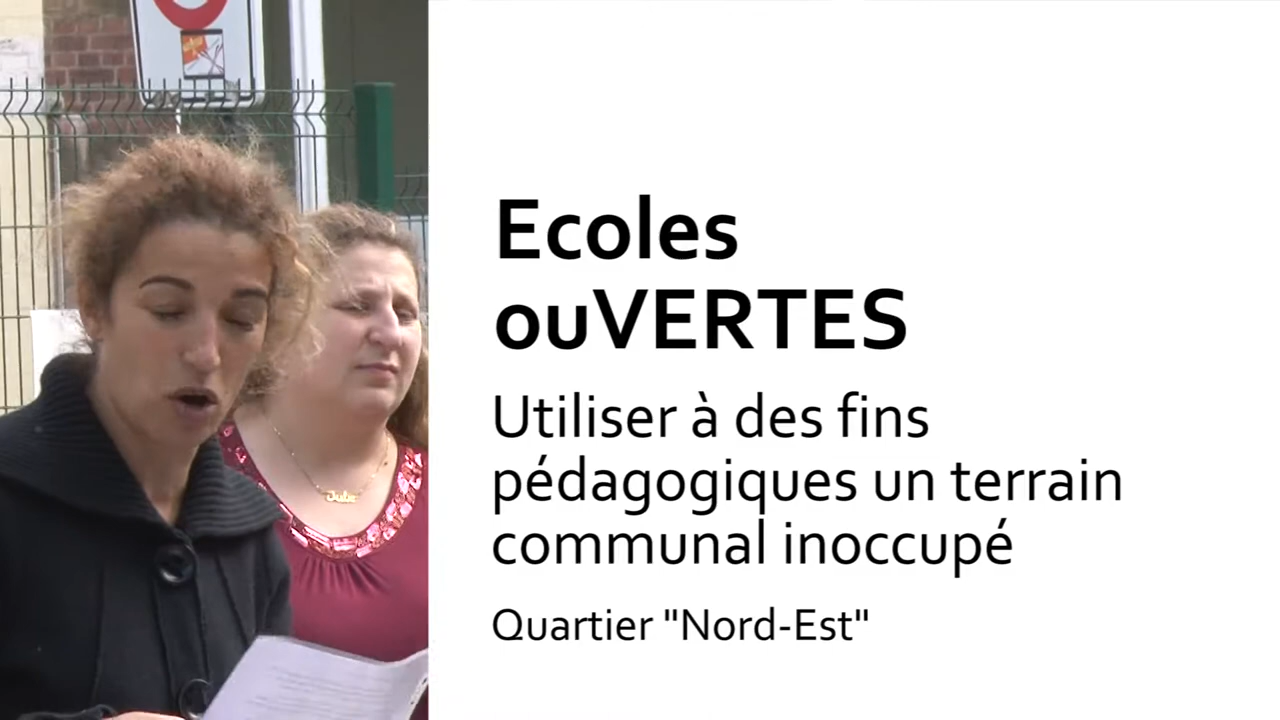 Ecoles
ouVERTES
Utiliser à des fins
pédagogiques un terrain
communal inoccupé
Quartier "Nord-Est"